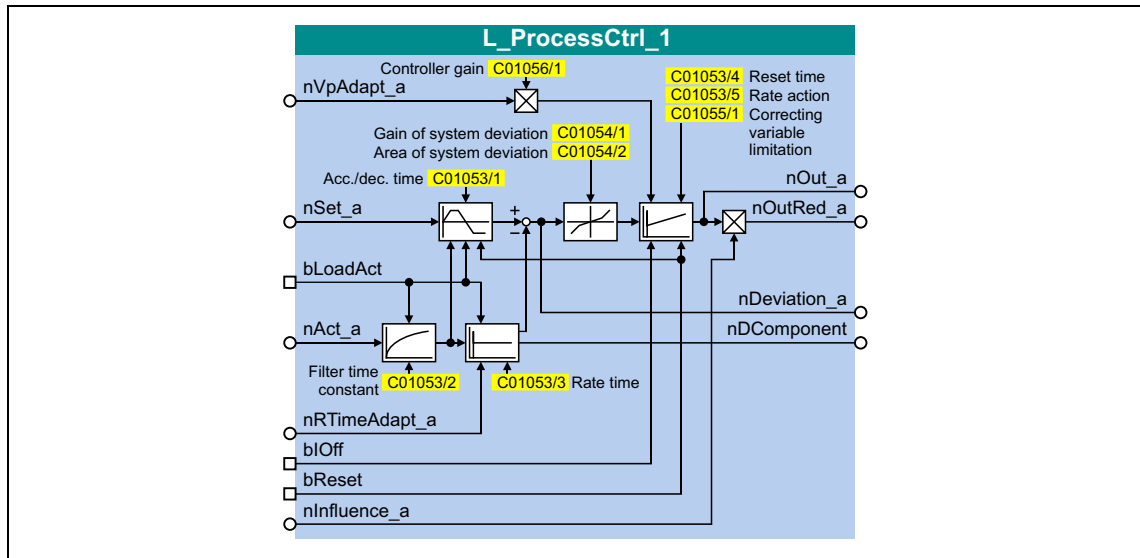 L_ProcessCtrl_1
Controller gain C01056/1
nVpAdapt_a
C01053/4 Reset time
C01053/5 Rate action
C01055/1 Correcting
variable
limitation
Gain of system deviation C01054/1
Area of system deviation C01054/2
Acc./dec. time C01053/1
nOut_a
nSet_a
+
−
nOutRed_a
bLoadAct
nDeviation_a
nAct_a
nDComponent
Filter time
constant C01053/2
C01053/3 Rate time
nRTimeAdapt_a
bIOff
bReset
nInfluence_a